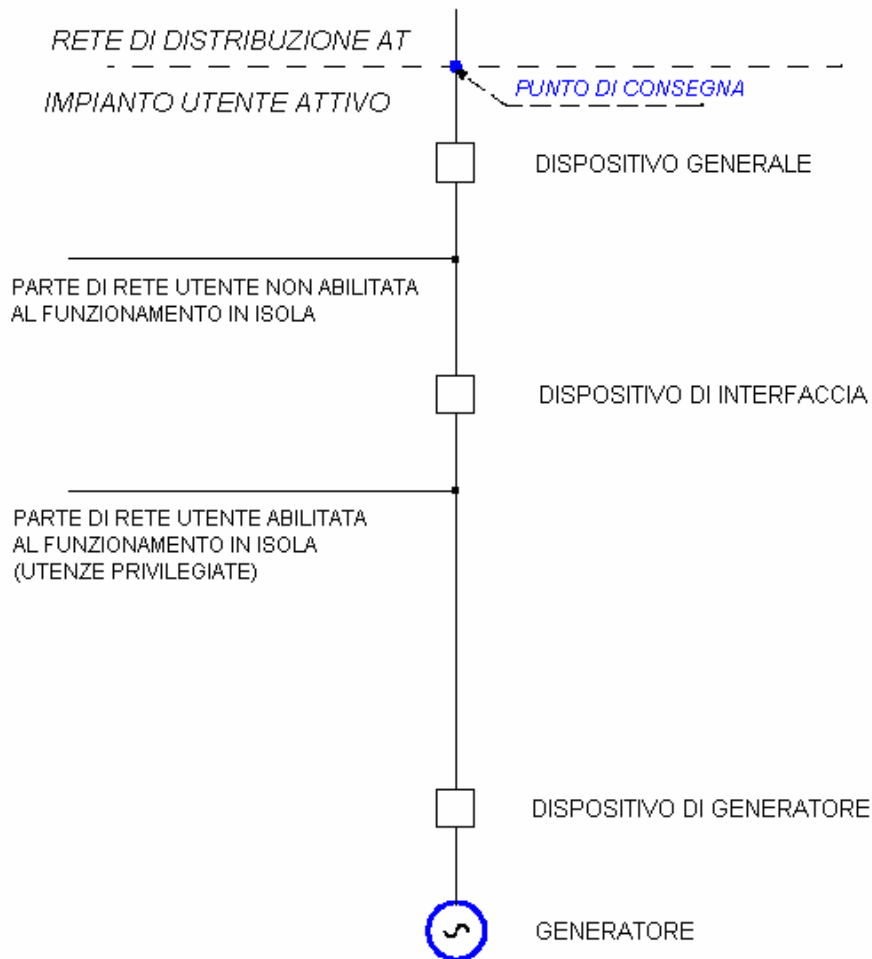 RETE DI DISTRIBUZIONE AT
PUNTO DI CONSEGNA
IMPIANTO UTENTE ATTIVO
DISPOSITIVO GENERALE
PARTE DI RETE UTENTE NON ABILITATA
AL FUNZIONAMENTO IN ISOLA
DISPOSITIVO DI INTERFACCIA
PARTE DI RETE UTENTE ABILITATA
AL FUNZIONAMENTO IN ISOLA
(UTENZE PRIVILEGIATE)
DISPOSITIVO DI GENERATORE
GENERATORE